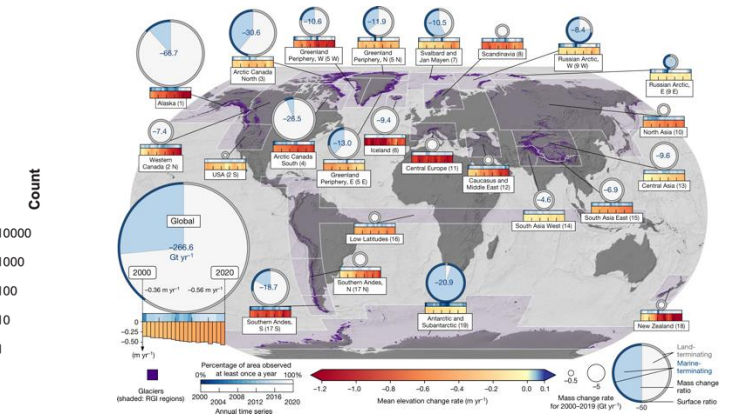 −66.7
Alaska (1)
−30.6
Arctic Canada
North (3)
−10.6
Greenland
Periphery, W (5 W)
−11.9
Greenland
Periphery, N (5 N)
−10.5
Svalbard and
Jan Mayen (7)
Scandinavia (8)
−8.4
Russian Arctic,
W (9 W)
Russian Arctic,
E (9 E)
North Asia (10)
−7.4
Western
Canada (2 N)
USA (2 S)
−26.5
Arctic Canada
South (4)
−13.0
Greenland
Periphery, E (5 E)
−9.4
Iceland (6)
Central Europe (11)
Caucasus and
Middle East (12)
−9.6
Central Asia (13)
−4.6
South Asia West (14)
−6.9
South Asia East (15)
Low Latitudes (16)
Southern Andes,
N (17 N)
−18.7
Southern Andes,
S (17 S)
−20.9
Antarctic and
Subantarctic (19)
New Zealand (18)
Global
−266.6
Gt yr⁻¹
2000
2020
−0.36 m yr⁻¹
−0.56 m yr⁻¹
0
−0.25
−0.50
(m yr⁻¹)
Count
10000
1000
100
10
1
Glaciers
(shaded: RGI regions)
Percentage of area observed
at least once a year
0%
100%
2000
2008
2016
2004
2012
2020
Annual time series
−1.2
−1.0
−0.8
−0.6
−0.4
−0.2
0.0
0.1
Mean elevation change rate (m yr⁻¹)
−0.5
−5
−50
Mass change rate
for 2000–2019 (Gt yr⁻¹)
Land-
terminating
Marine-
terminating
Mass change
ratio
Surface ratio